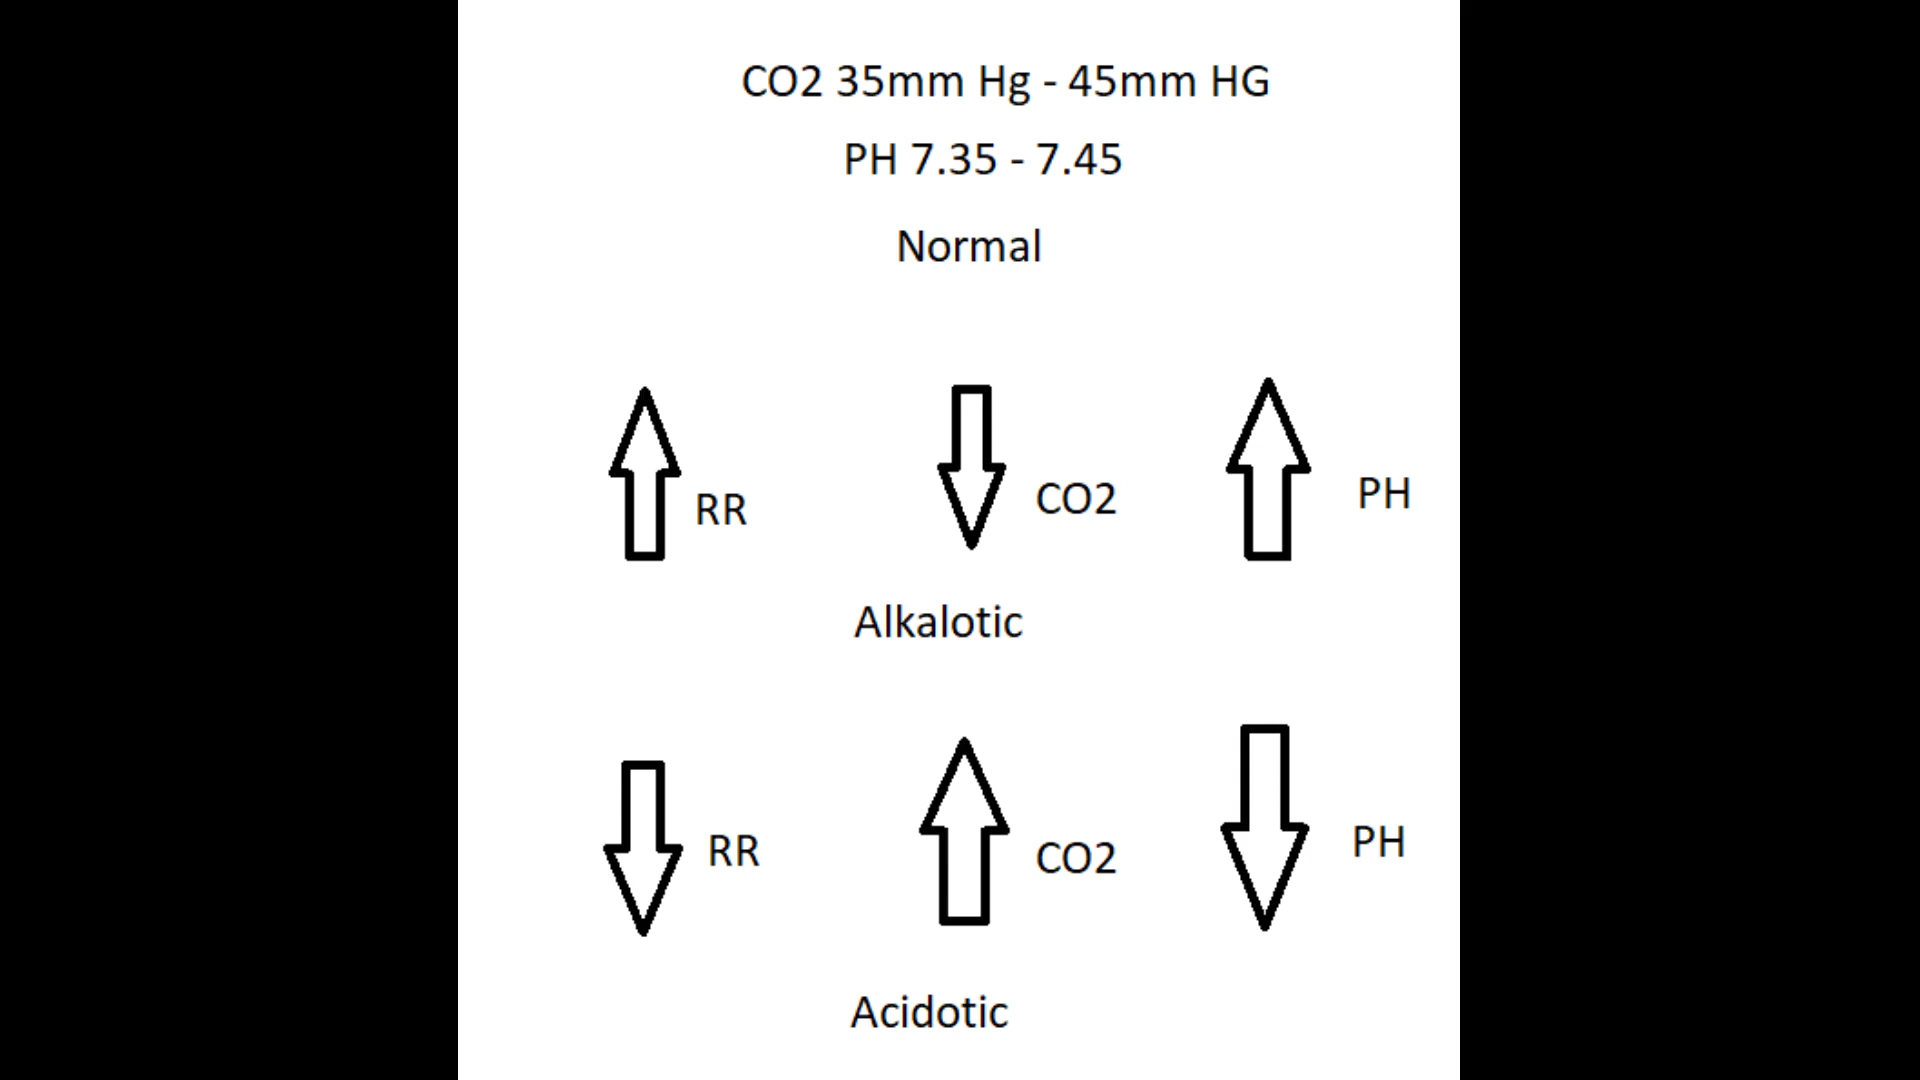 CO2 35mm Hg - 45mm HG
PH 7.35 - 7.45
Normal
RR CO2 PH
Alkalotic
RR CO2 PH
Acidotic